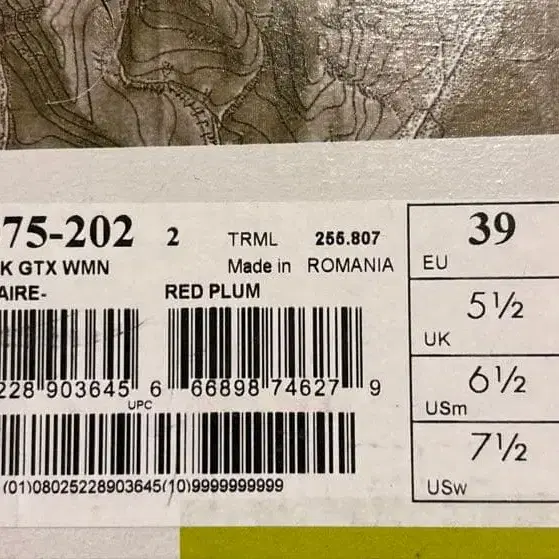 75-202 2 TRML 255.807 39 EU
K GTX WMN Made in ROMANIA
AIRE- RED PLUM
5½ UK
228 903645 6 66898 74627 9
UPC
6½ USm
7½ USw
(01)08025228903645(10)9999999999